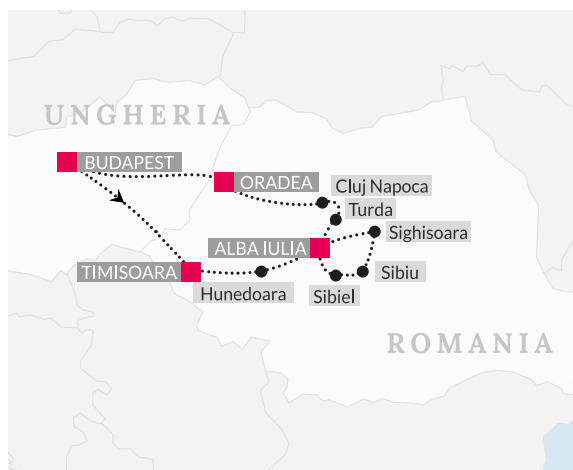 UNGHERIA
BUDAPEST
ORADEA
Cluj Napoca
Turda
Sighisoara
ALBA IULIA
TIMISOARA
Sibiu
Hunedoara
Sibiel
ROMANIA